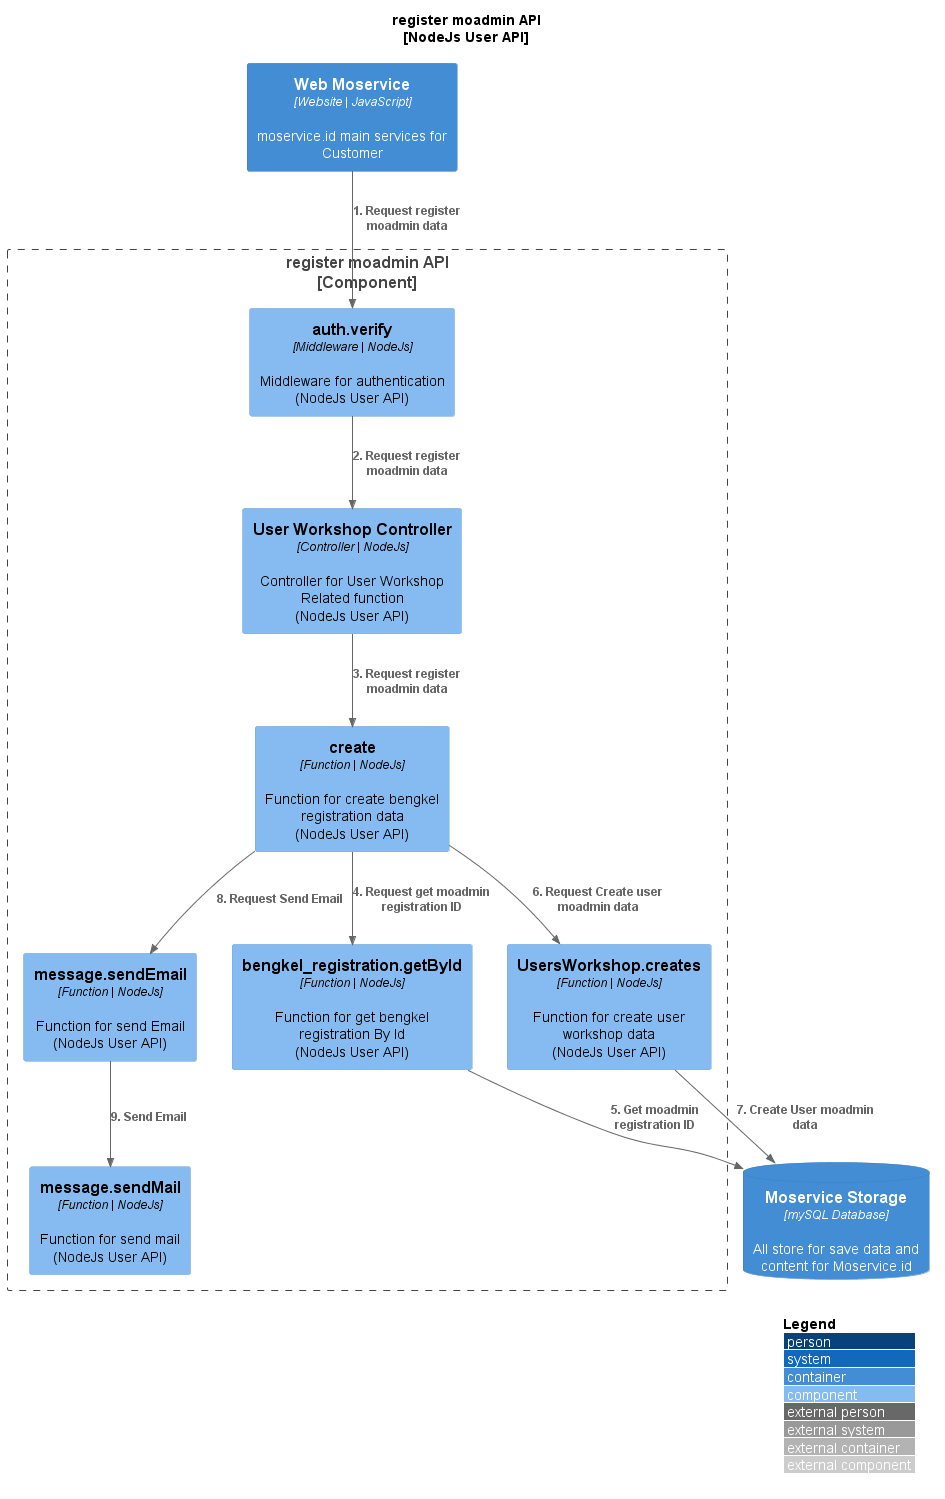 register moadmin API
[NodeJs User API]
Web Moservice
[Website | JavaScript]
moservice.id main services for
Customer
1. Request register
moadmin data
register moadmin API
[Component]
auth.verify
[Middleware | NodeJs]
Middleware for authentication
(NodeJs User API)
2. Request register
moadmin data
User Workshop Controller
[Controller | NodeJs]
Controller for User Workshop
Related function
(NodeJs User API)
3. Request register
moadmin data
create
[Function | NodeJs]
Function for create bengkel
registration data
(NodeJs User API)
8. Request Send Email
4. Request get moadmin
registration ID
6. Request Create user
moadmin data
message.sendEmail
[Function | NodeJs]
Function for send Email
(NodeJs User API)
bengkel_registration.getById
[Function | NodeJs]
Function for get bengkel
registration By Id
(NodeJs User API)
UsersWorkshop.creates
[Function | NodeJs]
Function for create user
workshop data
(NodeJs User API)
9. Send Email
5. Get moadmin
registration ID
7. Create User moadmin
data
message.sendMail
[Function | NodeJs]
Function for send mail
(NodeJs User API)
Moservice Storage
[mySQL Database]
All store for save data and
content for Moservice.id
Legend
person
system
container
component
external person
external system
external container
external component